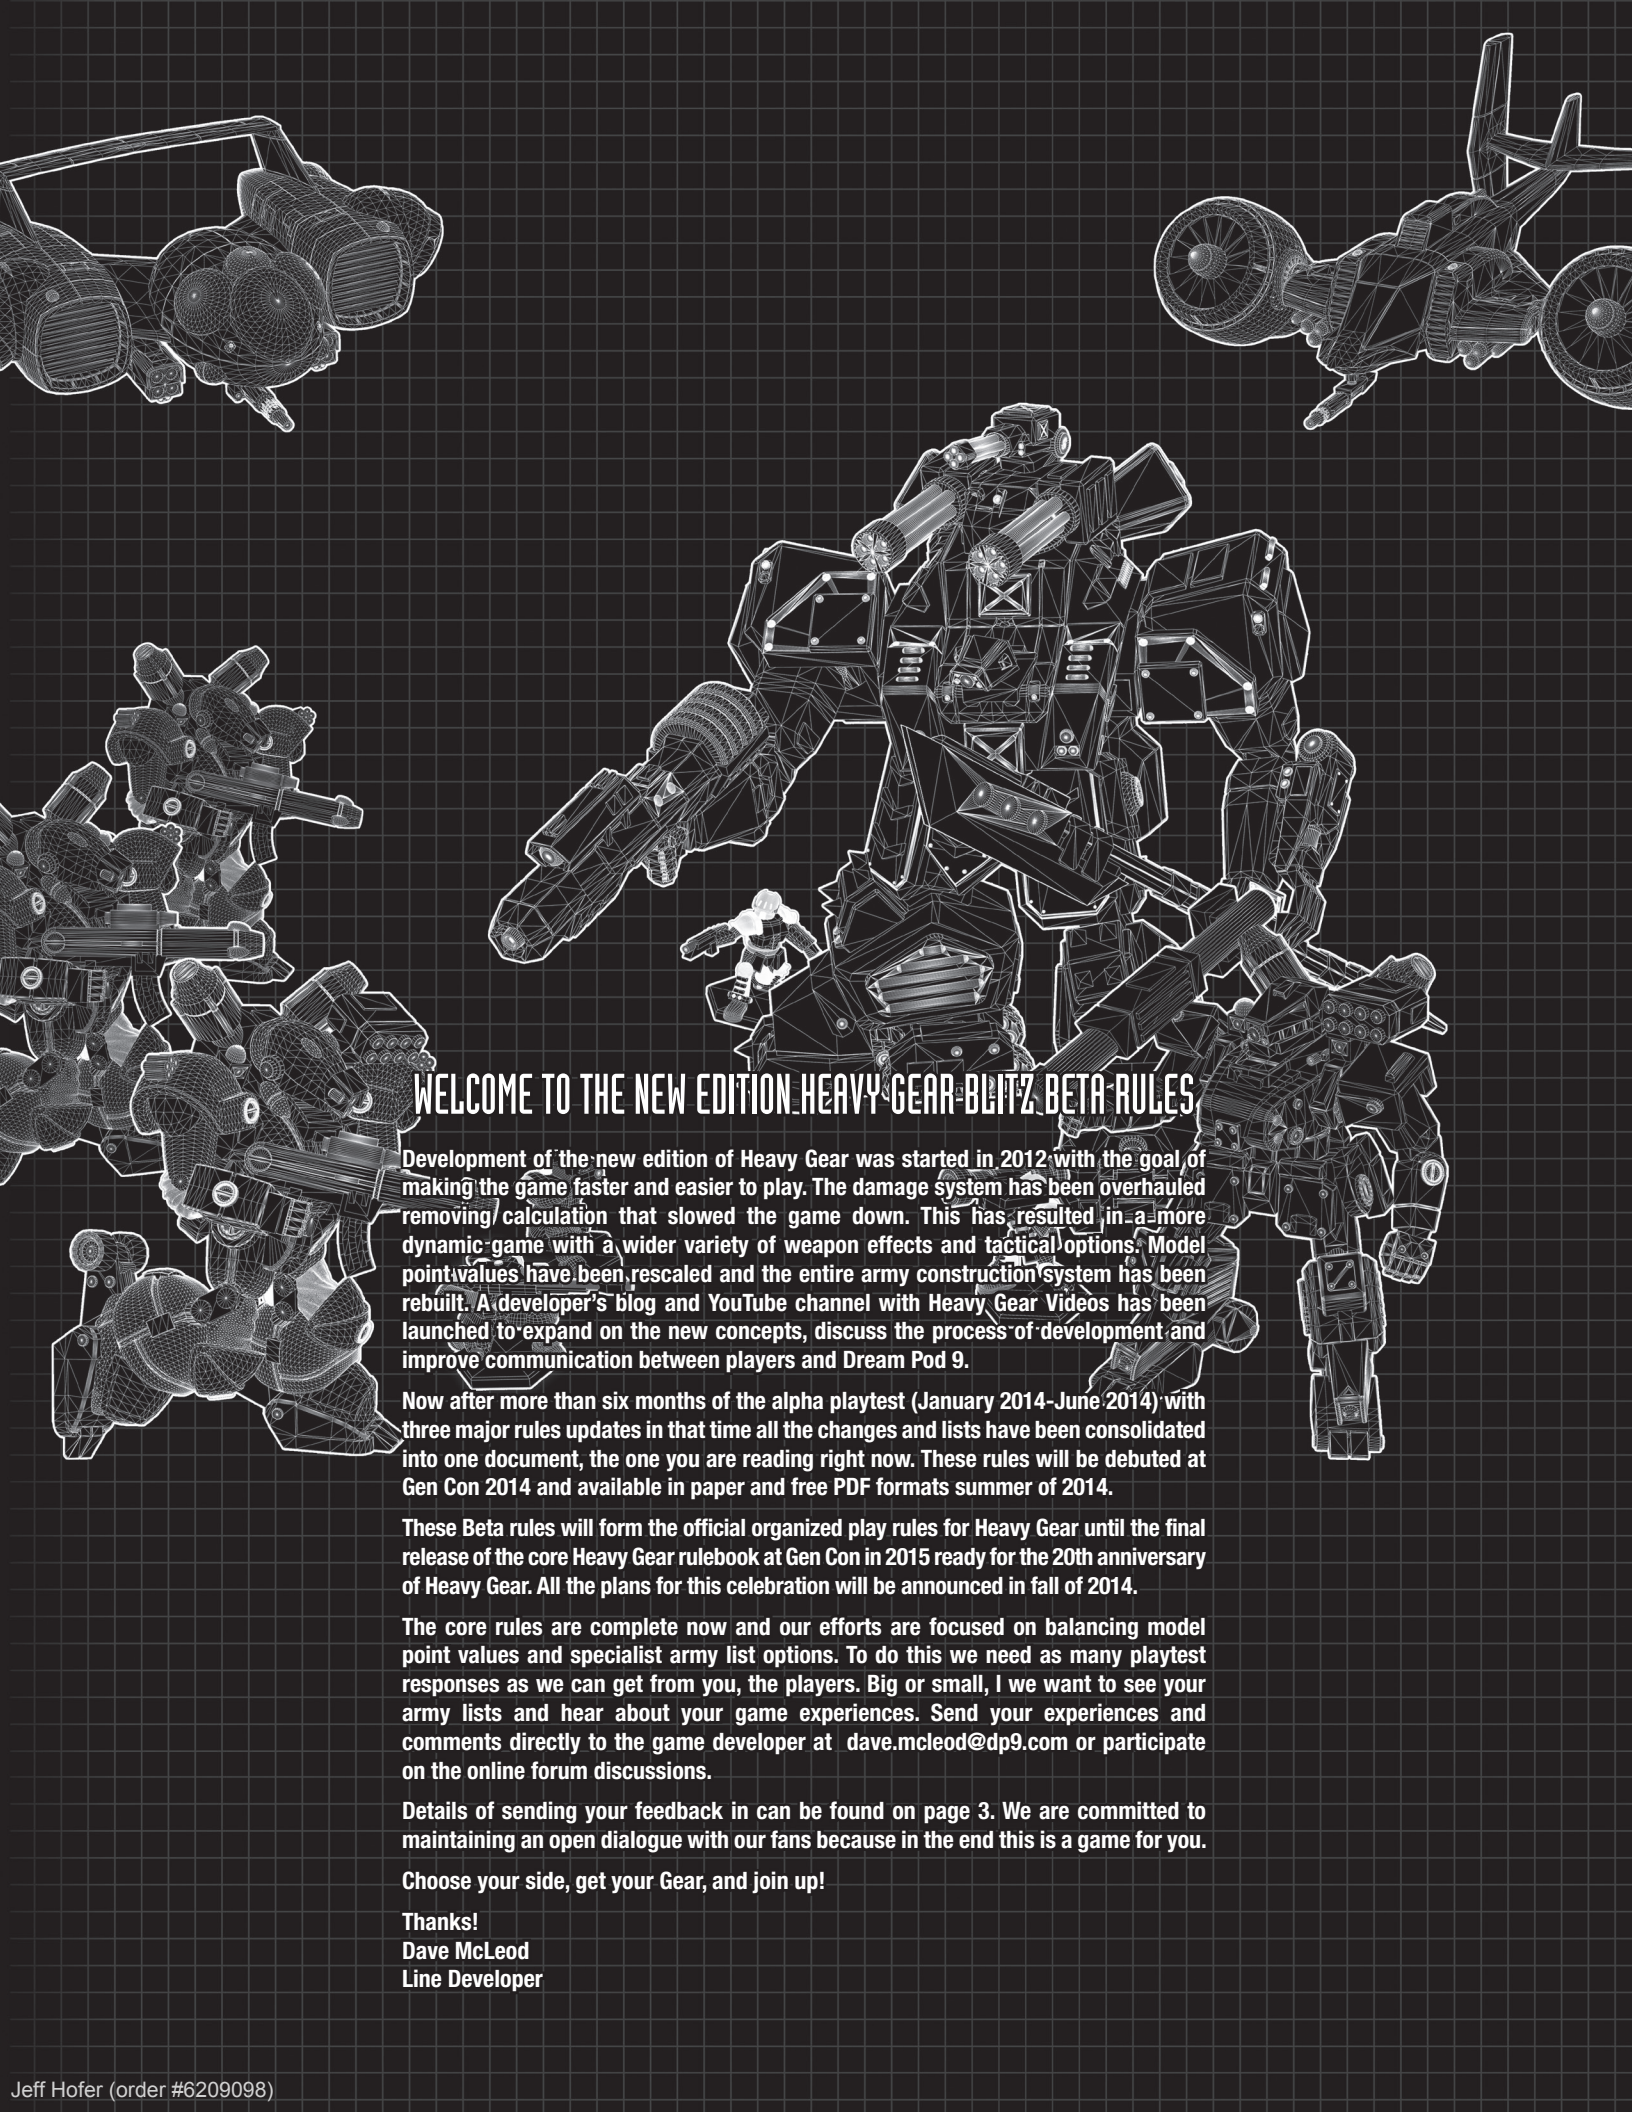 WELCOME TO THE NEW EDITION HEAVY GEAR BLITZ BETA RULES
Development of the new edition of Heavy Gear was started in 2012 with the goal of
making the game faster and easier to play. The damage system has been overhauled
removing calculation that slowed the game down. This has resulted in a more
dynamic game with a wider variety of weapon effects and tactical options. Model
point values have been rescaled and the entire army construction system has been
rebuilt. A developer's blog and YouTube channel with Heavy Gear Videos has been
launched to expand on the new concepts, discuss the process of development and
improve communication between players and Dream Pod 9.
Now after more than six months of the alpha playtest (January 2014-June 2014) with
three major rules updates in that time all the changes and lists have been consolidated
into one document, the one you are reading right now. These rules will be debuted at
Gen Con 2014 and available in paper and free PDF formats summer of 2014.
These Beta rules will form the official organized play rules for Heavy Gear until the final
release of the core Heavy Gear rulebook at Gen Con in 2015 ready for the 20th anniversary
of Heavy Gear. All the plans for this celebration will be announced in fall of 2014.
The core rules are complete now and our efforts are focused on balancing model
point values and specialist army list options. To do this we need as many playtest
responses as we can get from you, the players. Big or small, I we want to see your
army lists and hear about your game experiences. Send your experiences and
comments directly to the game developer at dave.mcleod@dp9.com or participate
on the online forum discussions.
Details of sending your feedback in can be found on page 3. We are committed to
maintaining an open dialogue with our fans because in the end this is a game for you.
Choose your side, get your Gear, and join up!
Thanks!
Dave McLeod
Line Developer
Jeff Hofer (order #6209098)